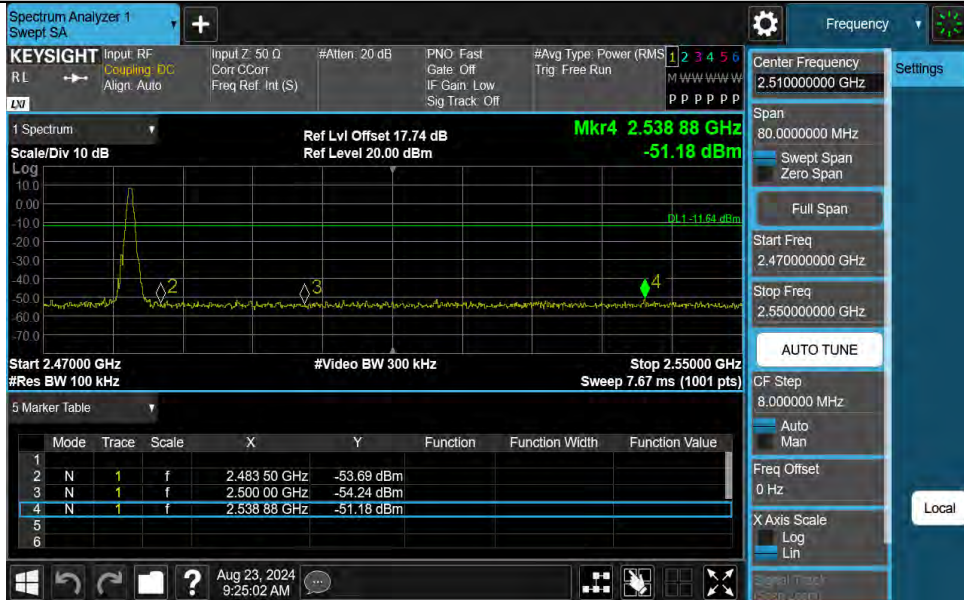 Spectrum Analyzer 1
Swept SA
+
Frequency
KEYSIGHT Input: RF Input Z: 50 Ω #Atten: 20 dB PNO: Fast #Avg Type: Power (RMS 1 2 3 4 5 6
RL Coupling: DC Corr CCorr Gate: Off Trig: Free Run M W W W W W
Align: Auto Freq Ref: Int (S) IF Gain: Low
LXI Sig Track: Off P P P P P P
1 Spectrum Ref Lvl Offset 17.74 dB Mkr4 2.538 88 GHz
Scale/Div 10 dB Ref Level 20.00 dBm -51.18 dBm
Log
10.0
0.00
-10.0 DL1 -11.64 dBm
-20.0
-30.0
-40.0
-50.0 2 3 4
-60.0
-70.0
Start 2.47000 GHz #Video BW 300 kHz Stop 2.55000 GHz
#Res BW 100 kHz Sweep 7.67 ms (1001 pts)
5 Marker Table
Mode Trace Scale X Y Function Function Width Function Value
1
2 N 1 f 2.483 50 GHz -53.69 dBm
3 N 1 f 2.500 00 GHz -54.24 dBm
4 N 1 f 2.538 88 GHz -51.18 dBm
5
6
Aug 23, 2024
9:25:02 AM
?
Center Frequency
2.510000000 GHz
Settings
Span
80.0000000 MHz
Swept Span
Zero Span
Full Span
Start Freq
2.470000000 GHz
Stop Freq
2.550000000 GHz
AUTO TUNE
CF Step
8.000000 MHz
Auto
Man
Freq Offset
0 Hz
X Axis Scale
Log
Lin
Signal Track
(Span Zoom)
Local